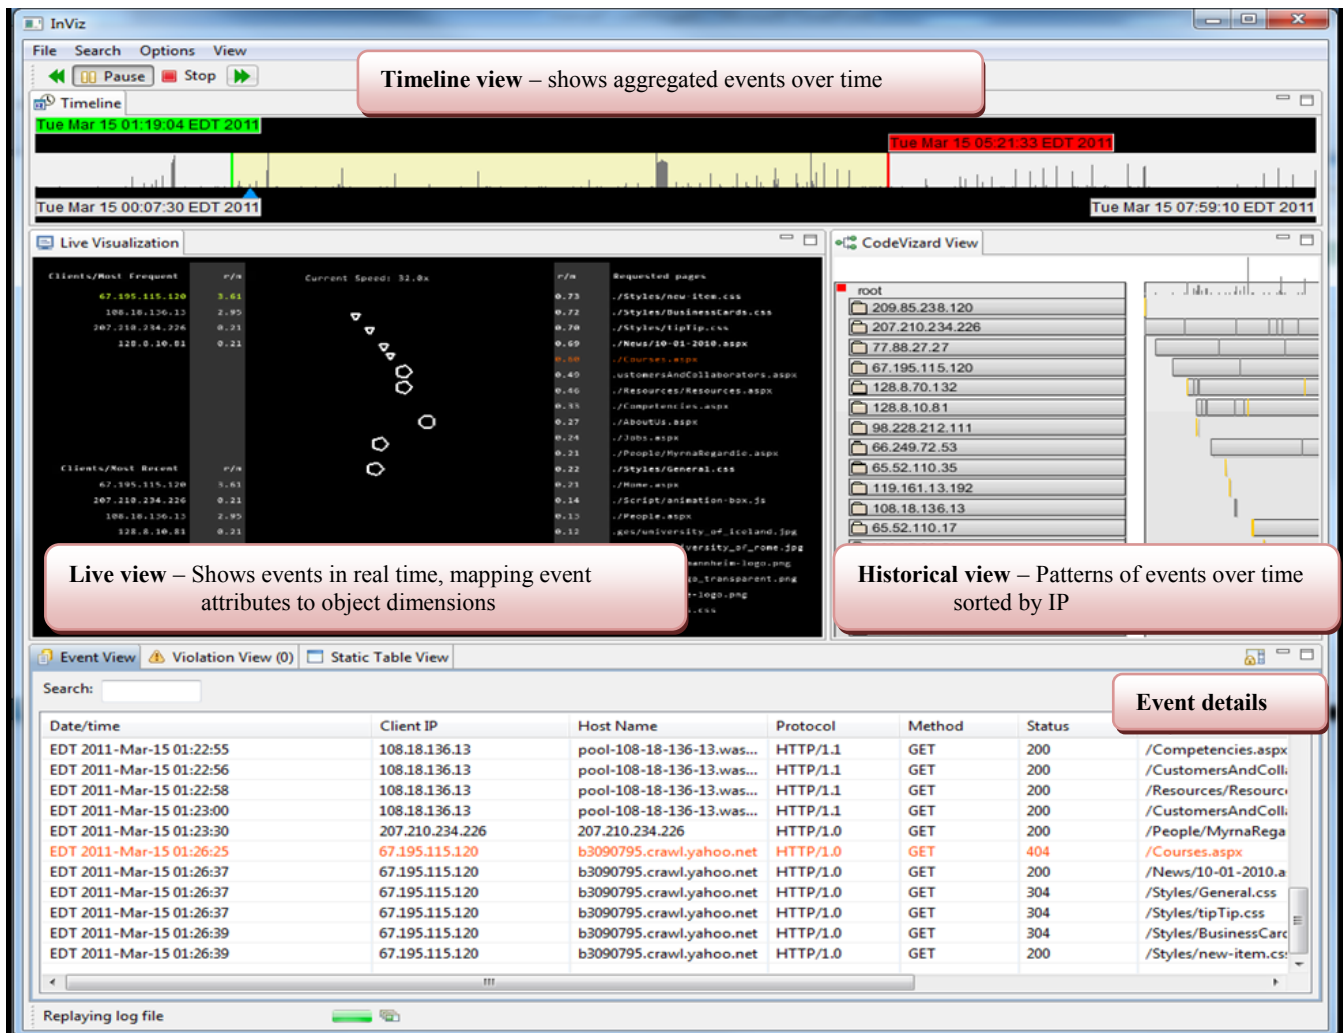 InViz
File Search Options View
Pause Stop
Timeline view – shows aggregated events over time
Timeline
Tue Mar 15 01:19:04 EDT 2011
Tue Mar 15 05:21:33 EDT 2011
Tue Mar 15 00:07:30 EDT 2011
Tue Mar 15 07:59:10 EDT 2011
Live Visualization
Clients/Most Frequent r/m
67.195.115.120 3.61
108.18.136.13 2.95
207.210.234.226 0.21
128.8.10.81 0.21
Current Speed: 32.0x
r/m Requested pages
0.73 ./Styles/new-item.css
0.72 ./Styles/BusinessCards.css
0.70 ./Styles/tipTip.css
0.69 ./News/10-01-2010.aspx
0.60 ./Courses.aspx
0.49 .ustomersAndCollaborators.aspx
0.46 ./Resources/Resources.aspx
0.33 ./Competencies.aspx
0.27 ./AboutUs.aspx
0.24 ./Jobs.aspx
0.21 ./People/MyrnaRegardie.aspx
0.22 ./Styles/General.css
0.21 ./Home.aspx
0.14 ./Script/animation-box.js
0.13 ./People.aspx
0.12 .ges/university_of_iceland.jpg
versity_of_rome.jpg
mannheim-logo.png
go_transparent.png
e-logo.png
.css
Clients/Most Recent r/m
67.195.115.120 3.61
207.210.234.226 0.21
108.18.136.13 2.95
128.8.10.81 0.21
Live view – Shows events in real time, mapping event
attributes to object dimensions
CodeVizard View
root
209.85.238.120
207.210.234.226
77.88.27.27
67.195.115.120
128.8.70.132
128.8.10.81
98.228.212.111
66.249.72.53
65.52.110.35
119.161.13.192
108.18.136.13
65.52.110.17
Historical view – Patterns of events over time
sorted by IP
Event View Violation View (0) Static Table View
Search:
Event details
Date/time Client IP Host Name Protocol Method Status
EDT 2011-Mar-15 01:22:55 108.18.136.13 pool-108-18-136-13.was... HTTP/1.1 GET 200 /Competencies.aspx
EDT 2011-Mar-15 01:22:56 108.18.136.13 pool-108-18-136-13.was... HTTP/1.1 GET 200 /CustomersAndColl
EDT 2011-Mar-15 01:22:58 108.18.136.13 pool-108-18-136-13.was... HTTP/1.1 GET 200 /Resources/Resourc
EDT 2011-Mar-15 01:23:00 108.18.136.13 pool-108-18-136-13.was... HTTP/1.1 GET 200 /CustomersAndColl
EDT 2011-Mar-15 01:23:30 207.210.234.226 207.210.234.226 HTTP/1.0 GET 200 /People/MyrnaRega
EDT 2011-Mar-15 01:26:25 67.195.115.120 b3090795.crawl.yahoo.net HTTP/1.0 GET 404 /Courses.aspx
EDT 2011-Mar-15 01:26:37 67.195.115.120 b3090795.crawl.yahoo.net HTTP/1.0 GET 200 /News/10-01-2010.a
EDT 2011-Mar-15 01:26:37 67.195.115.120 b3090795.crawl.yahoo.net HTTP/1.0 GET 304 /Styles/General.css
EDT 2011-Mar-15 01:26:37 67.195.115.120 b3090795.crawl.yahoo.net HTTP/1.0 GET 304 /Styles/tipTip.css
EDT 2011-Mar-15 01:26:39 67.195.115.120 b3090795.crawl.yahoo.net HTTP/1.0 GET 304 /Styles/BusinessCarc
EDT 2011-Mar-15 01:26:39 67.195.115.120 b3090795.crawl.yahoo.net HTTP/1.0 GET 200 /Styles/new-item.cs
Replaying log file